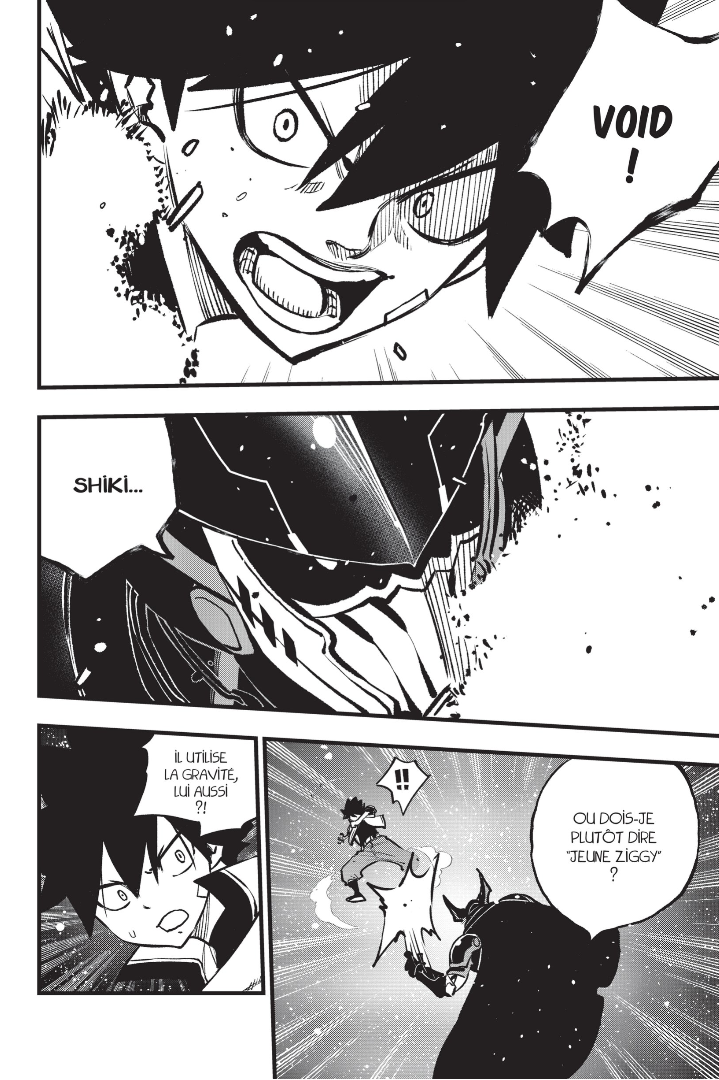 VOID
!
SHIKI...
IL UTILISE
LA GRAVITÉ,
LUI AUSSI
?!
!!
OU DOIS-JE
PLUTÔT DIRE
"JEUNE ZIGGY"
?